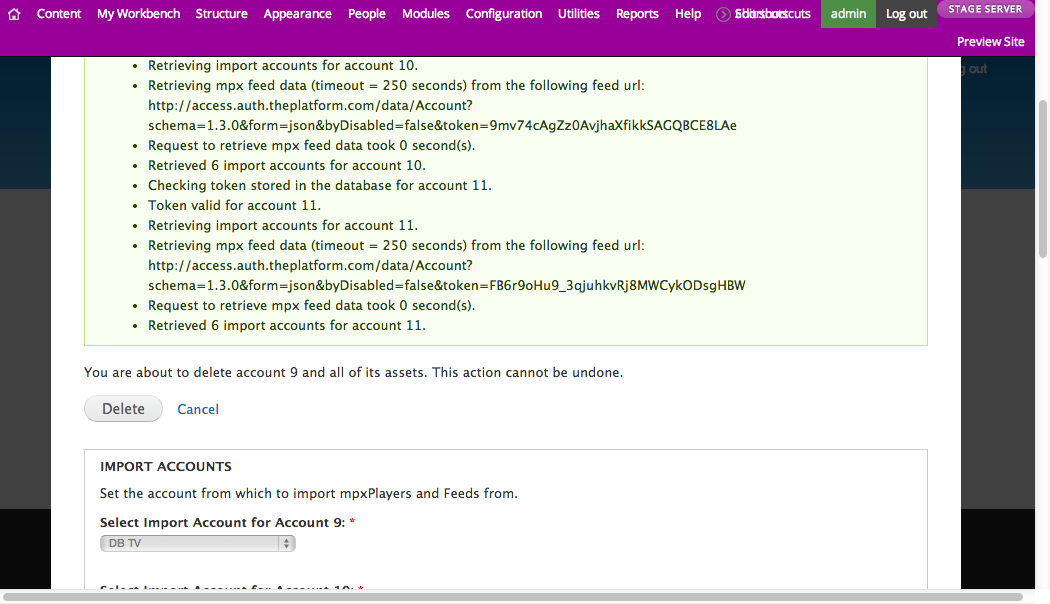 Content My Workbench Structure Appearance People Modules Configuration Utilities Reports Help admin Log out STAGE SERVER
Preview Site
g out
Retrieving import accounts for account 10.
Retrieving mpx feed data (timeout = 250 seconds) from the following feed url:
http://access.auth.theplatform.com/data/Account?
schema=1.3.0&form=json&byDisabled=false&token=9mv74cAgZz0AvjhaXfikkSAGQBCE8LAe
Request to retrieve mpx feed data took 0 second(s).
Retrieved 6 import accounts for account 10.
Checking token stored in the database for account 11.
Token valid for account 11.
Retrieving import accounts for account 11.
Retrieving mpx feed data (timeout = 250 seconds) from the following feed url:
http://access.auth.theplatform.com/data/Account?
schema=1.3.0&form=json&byDisabled=false&token=FB6r9oHu9_3qjuhkvRj8MWCykODsgHBW
Request to retrieve mpx feed data took 0 second(s).
Retrieved 6 import accounts for account 11.
You are about to delete account 9 and all of its assets. This action cannot be undone.
Delete Cancel
IMPORT ACCOUNTS
Set the account from which to import mpxPlayers and Feeds from.
Select Import Account for Account 9: *
DB TV
Select Import Account for Account 10: *